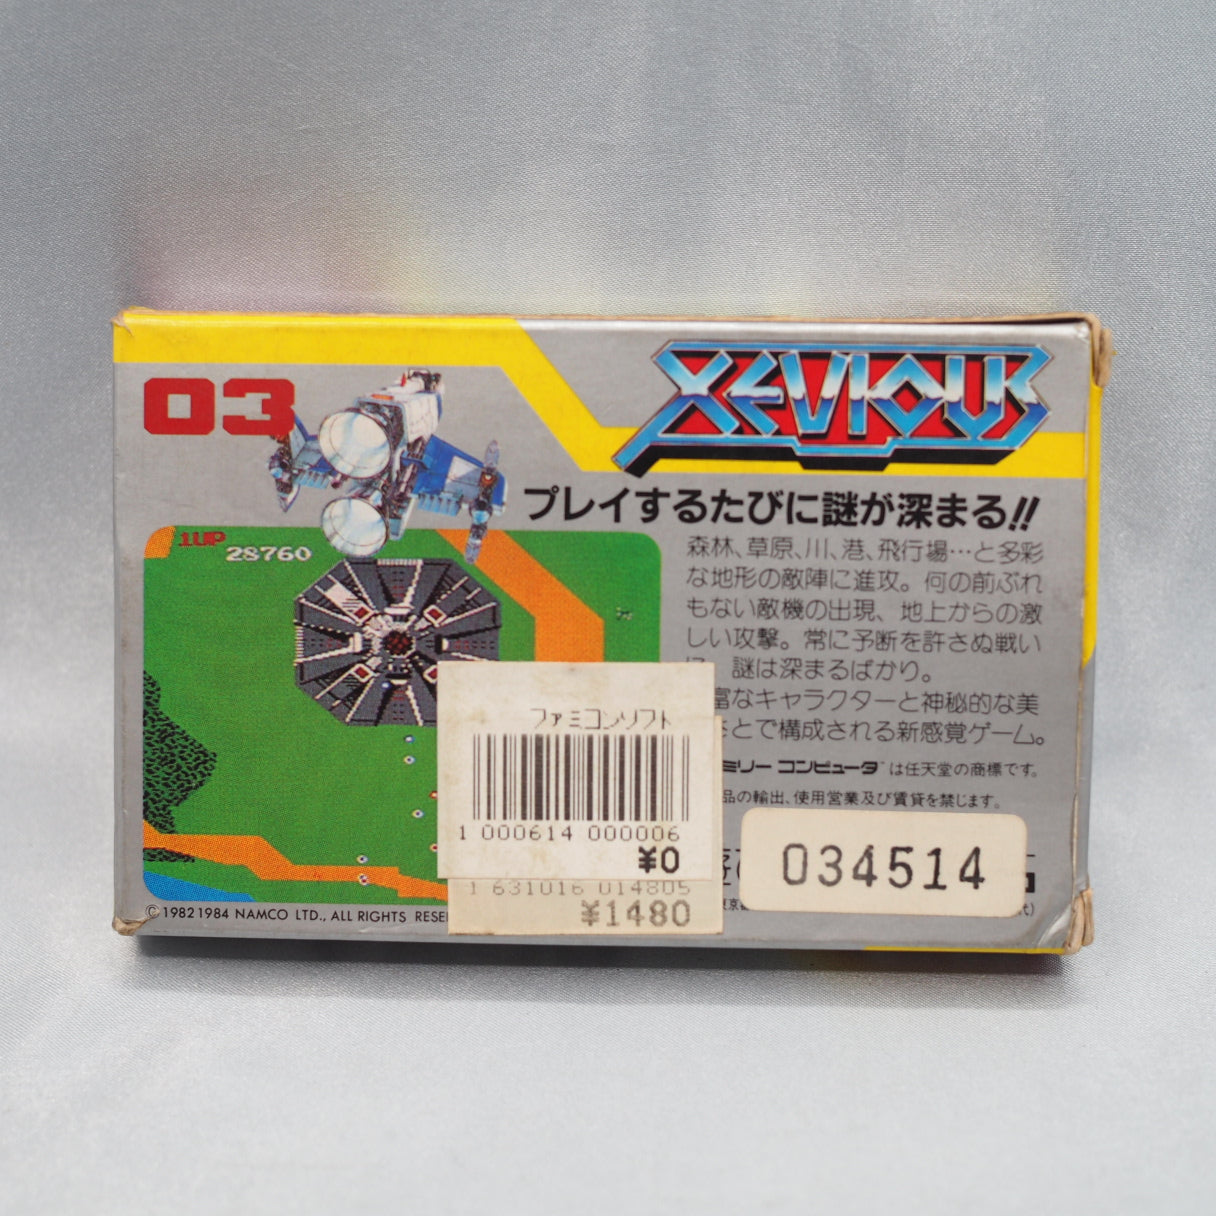 03
XEVIOUS
プレイするたびに謎が深まる!!
1UP
28760
森林、草原、川、港、飛行場…と多彩
な地形の敵陣に進攻。何の前ぶれ
もない敵機の出現、地上からの激
しい攻撃。常に予断を許さぬ戦い
謎は深まるばかり。
富なキャラクターと神秘的な美
とで構成される新感覚ゲーム。
ミリー コンピュータ は任天堂の商標です。
品の輸出、使用営業及び賃貸を禁じます。
ファミコンソフト
1 000614 000006
¥0
1 631016 014805
¥1480
034514
©1982 1984 NAMCO LTD., ALL RIGHTS